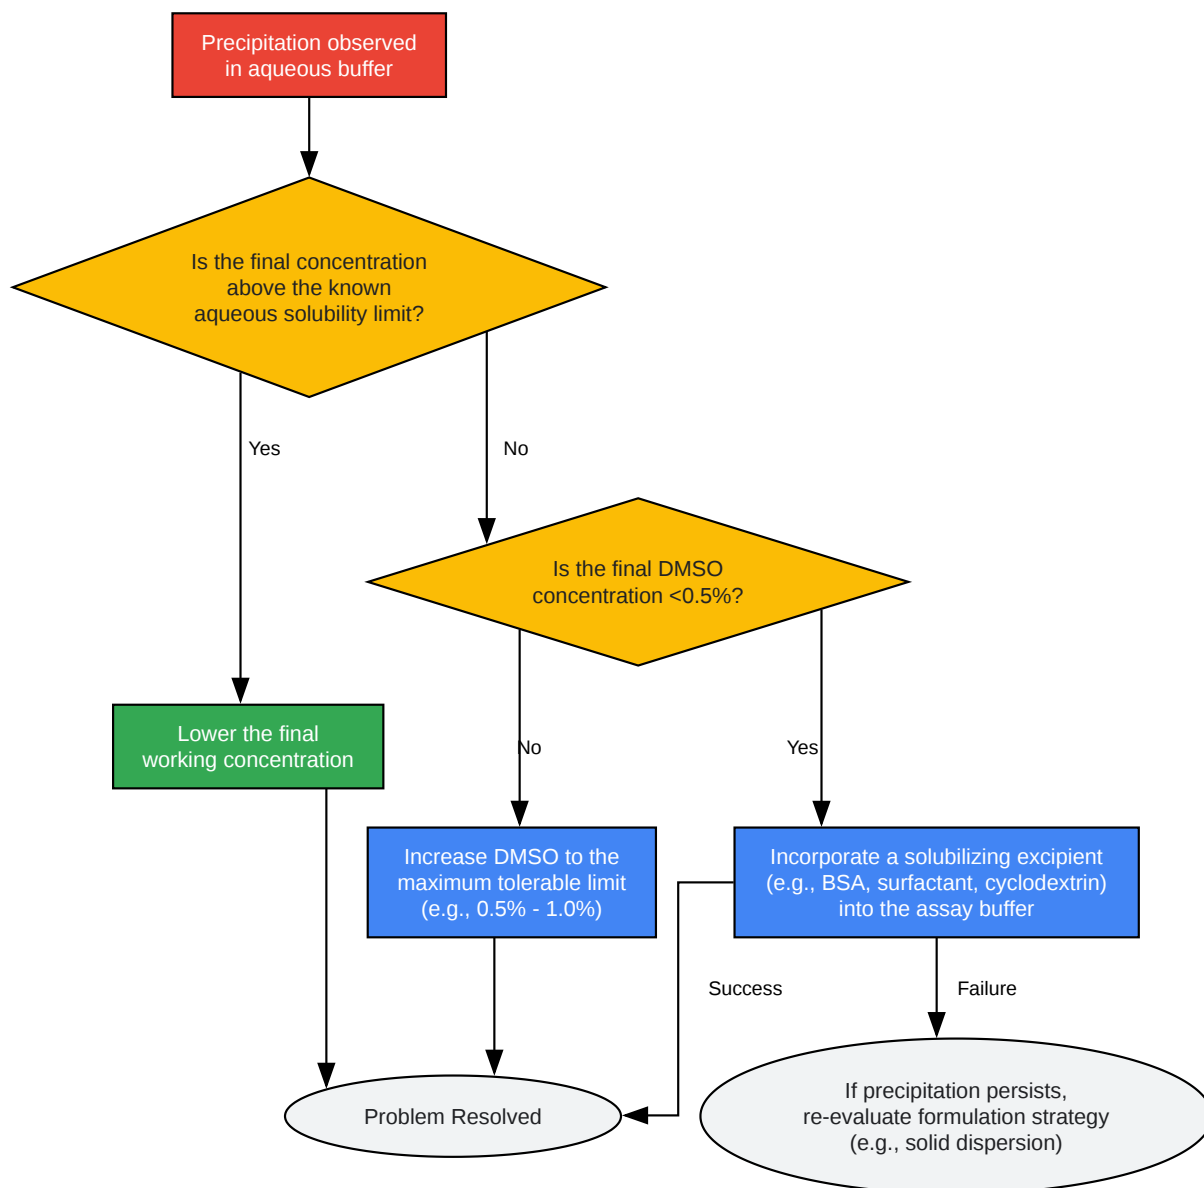 Precipitation observed
in aqueous buffer
Is the final concentration
above the known
aqueous solubility limit?
Yes
No
Is the final DMSO
concentration <0.5%?
Lower the final
working concentration
No
Yes
Increase DMSO to the
maximum tolerable limit
(e.g., 0.5% - 1.0%)
Incorporate a solubilizing excipient
(e.g., BSA, surfactant, cyclodextrin)
into the assay buffer
Success
Failure
Problem Resolved
If precipitation persists,
re-evaluate formulation strategy
(e.g., solid dispersion)